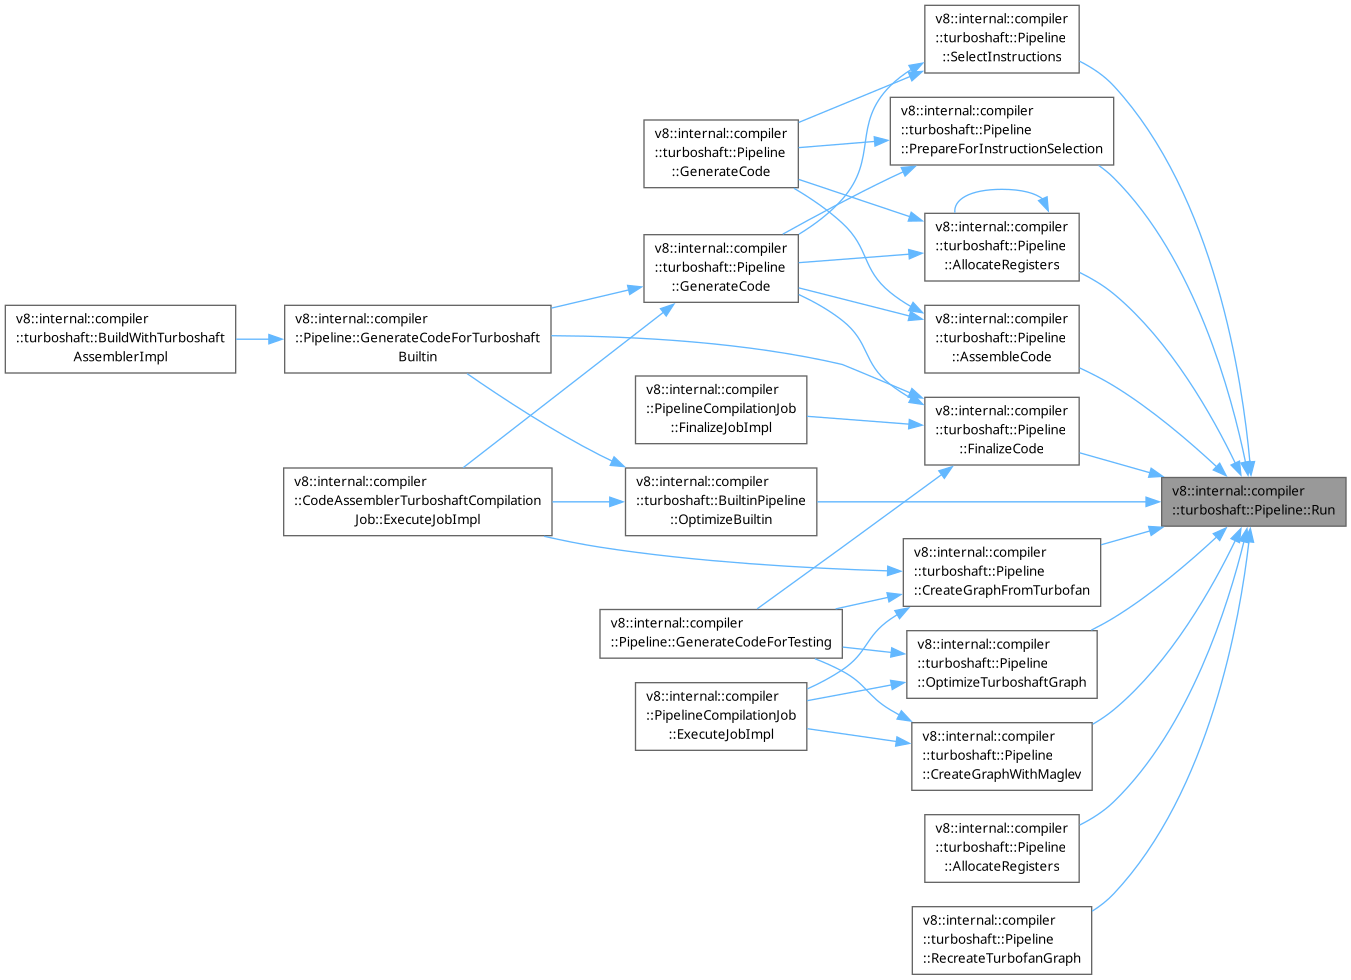 v8::internal::compiler
::turboshaft::Pipeline
::SelectInstructions
v8::internal::compiler
::turboshaft::Pipeline
::PrepareForInstructionSelection
v8::internal::compiler
::turboshaft::Pipeline
::GenerateCode
v8::internal::compiler
::turboshaft::Pipeline
::AllocateRegisters
v8::internal::compiler
::turboshaft::Pipeline
::GenerateCode
v8::internal::compiler
::turboshaft::BuildWithTurboshaft
AssemblerImpl
v8::internal::compiler
::Pipeline::GenerateCodeForTurboshaft
Builtin
v8::internal::compiler
::turboshaft::Pipeline
::AssembleCode
v8::internal::compiler
::PipelineCompilationJob
::FinalizeJobImpl
v8::internal::compiler
::turboshaft::Pipeline
::FinalizeCode
v8::internal::compiler
::CodeAssemblerTurboshaftCompilation
Job::ExecuteJobImpl
v8::internal::compiler
::turboshaft::BuiltinPipeline
::OptimizeBuiltin
v8::internal::compiler
::turboshaft::Pipeline::Run
v8::internal::compiler
::turboshaft::Pipeline
::CreateGraphFromTurbofan
v8::internal::compiler
::Pipeline::GenerateCodeForTesting
v8::internal::compiler
::turboshaft::Pipeline
::OptimizeTurboshaftGraph
v8::internal::compiler
::PipelineCompilationJob
::ExecuteJobImpl
v8::internal::compiler
::turboshaft::Pipeline
::CreateGraphWithMaglev
v8::internal::compiler
::turboshaft::Pipeline
::AllocateRegisters
v8::internal::compiler
::turboshaft::Pipeline
::RecreateTurbofanGraph